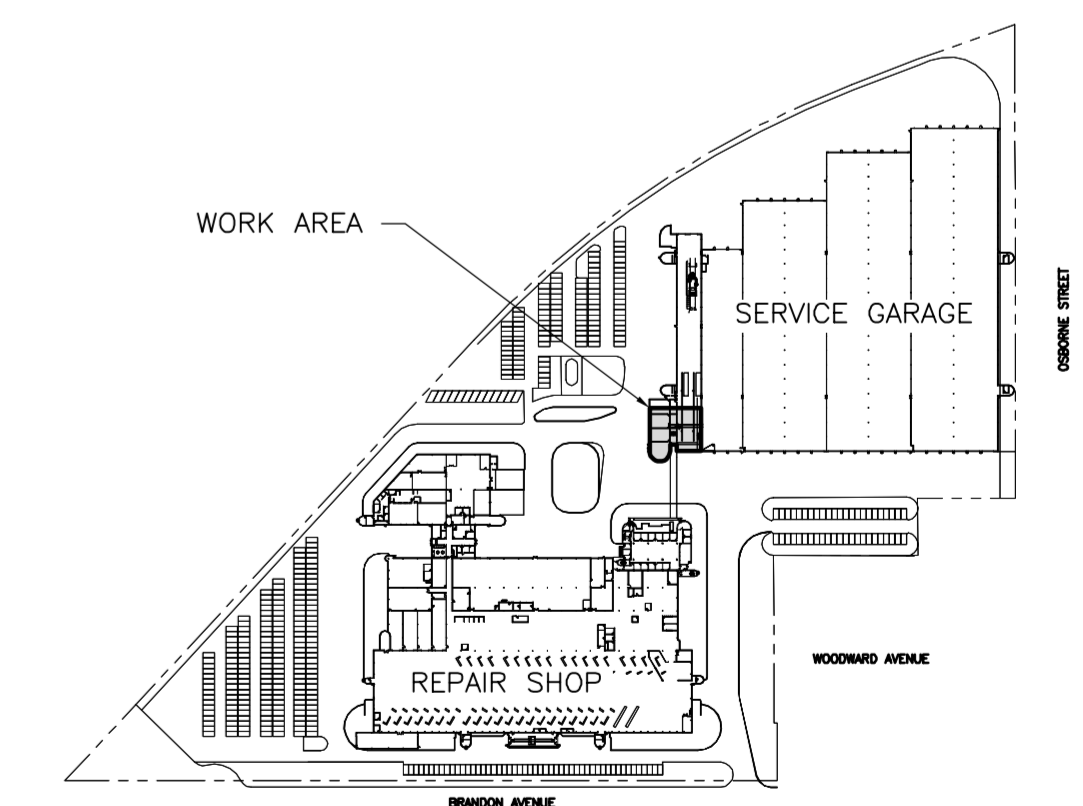 WORK AREA
SERVICE GARAGE
OSBORNE STREET
WOODWARD AVENUE
REPAIR SHOP
BRANDON AVENUE